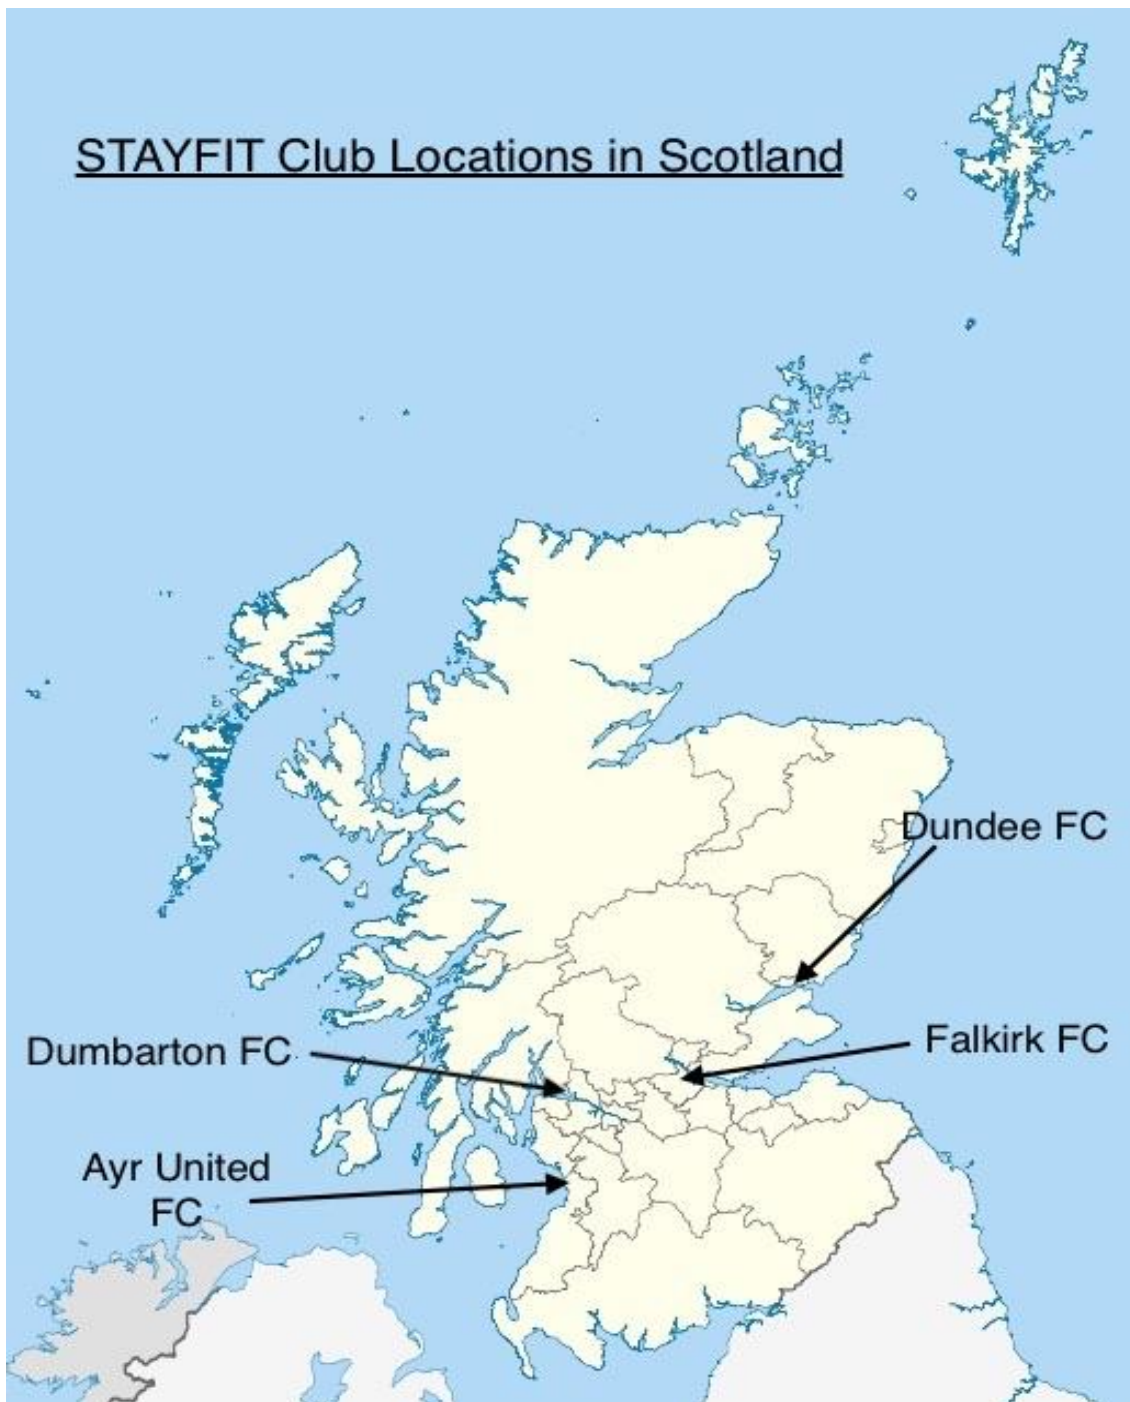 STAYFIT Club Locations in Scotland
Dundee FC
Falkirk FC
Dumbarton FC
Ayr United
FC